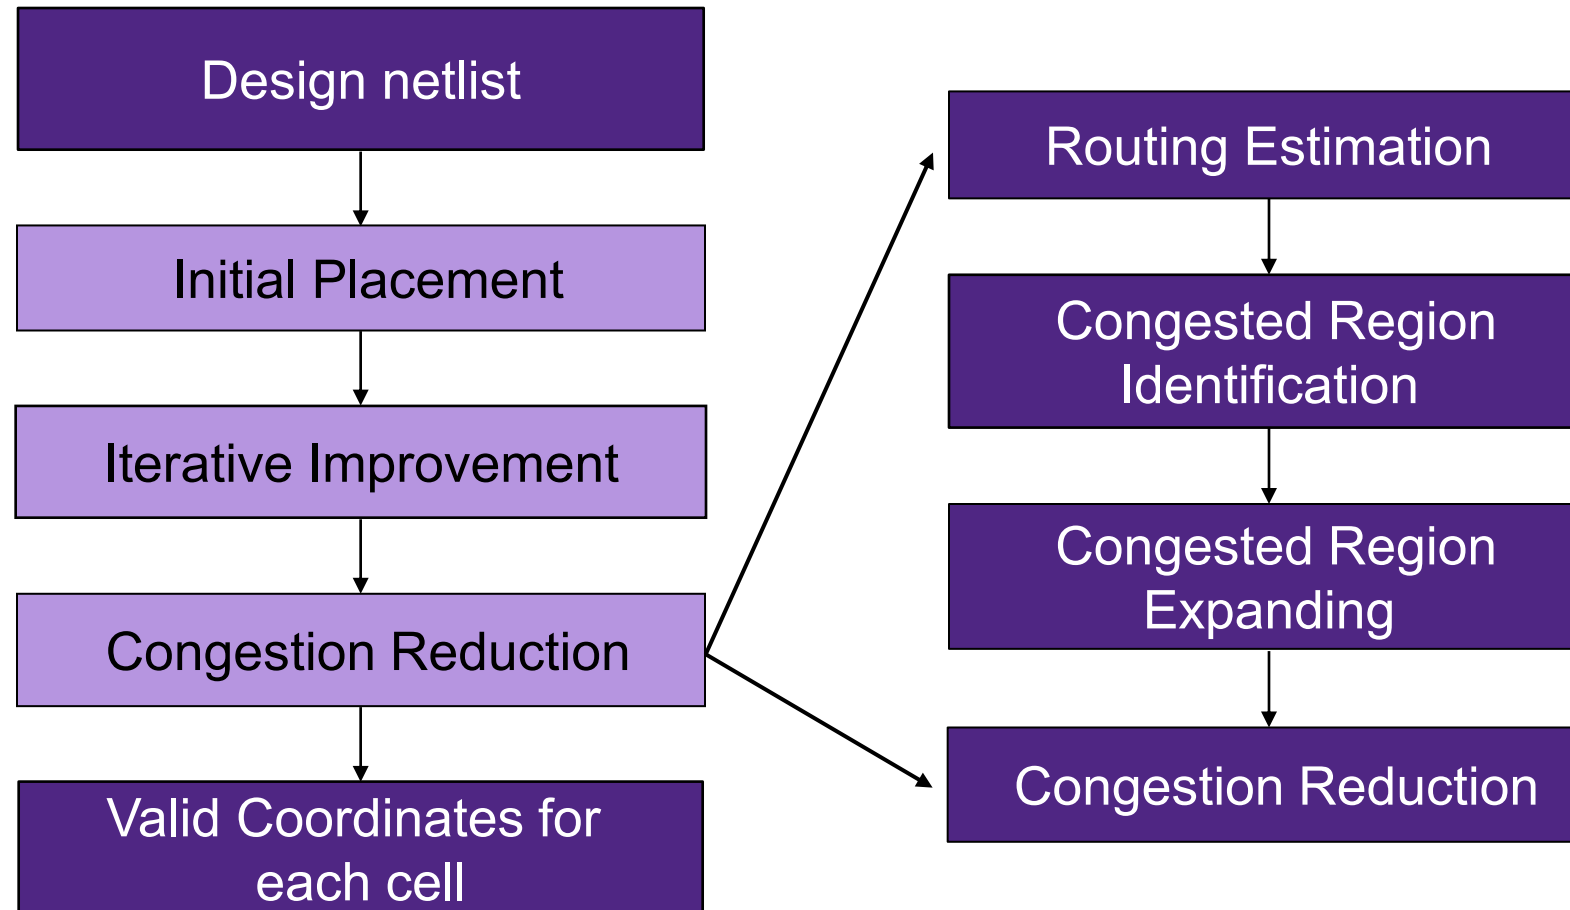 Design netlist
Initial Placement
Iterative Improvement
Congestion Reduction
Valid Coordinates for
each cell
Routing Estimation
Congested Region
Identification
Congested Region
Expanding
Congestion Reduction